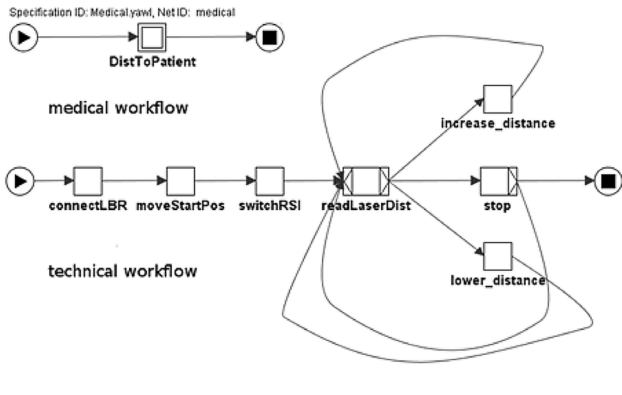 Specification ID: Medical.yawl, Net ID: medical
DistToPatient
medical workflow
increase_distance
connectLBR moveStartPos switchRSI readLaserDist stop
technical workflow
lower_distance